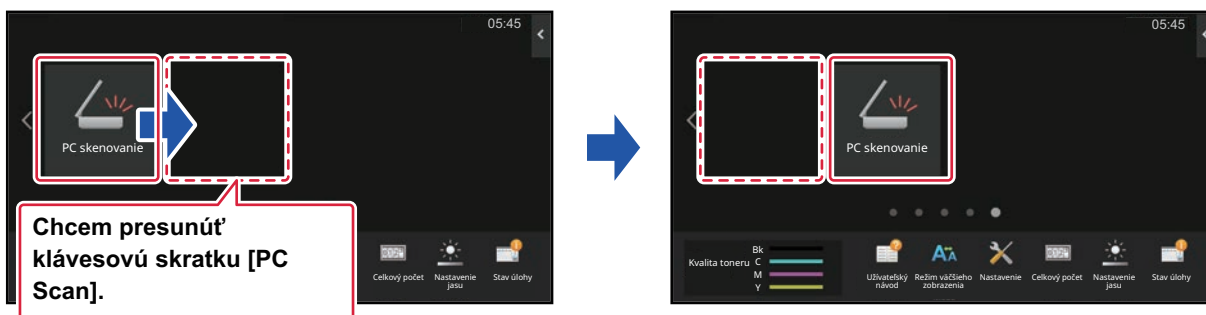 05:45
PC skenovanie
Chcem presunúť
klávesovú skratku [PC
Scan].
Celkový počet
Nastavenie
jasu
Stav úlohy
05:45
PC skenovanie
Kvalita toneru
Bk
C
M
Y
Užívateľský
návod
Režim väčšieho
zobrazenia
Nastavenie
Celkový počet
Nastavenie
jasu
Stav úlohy